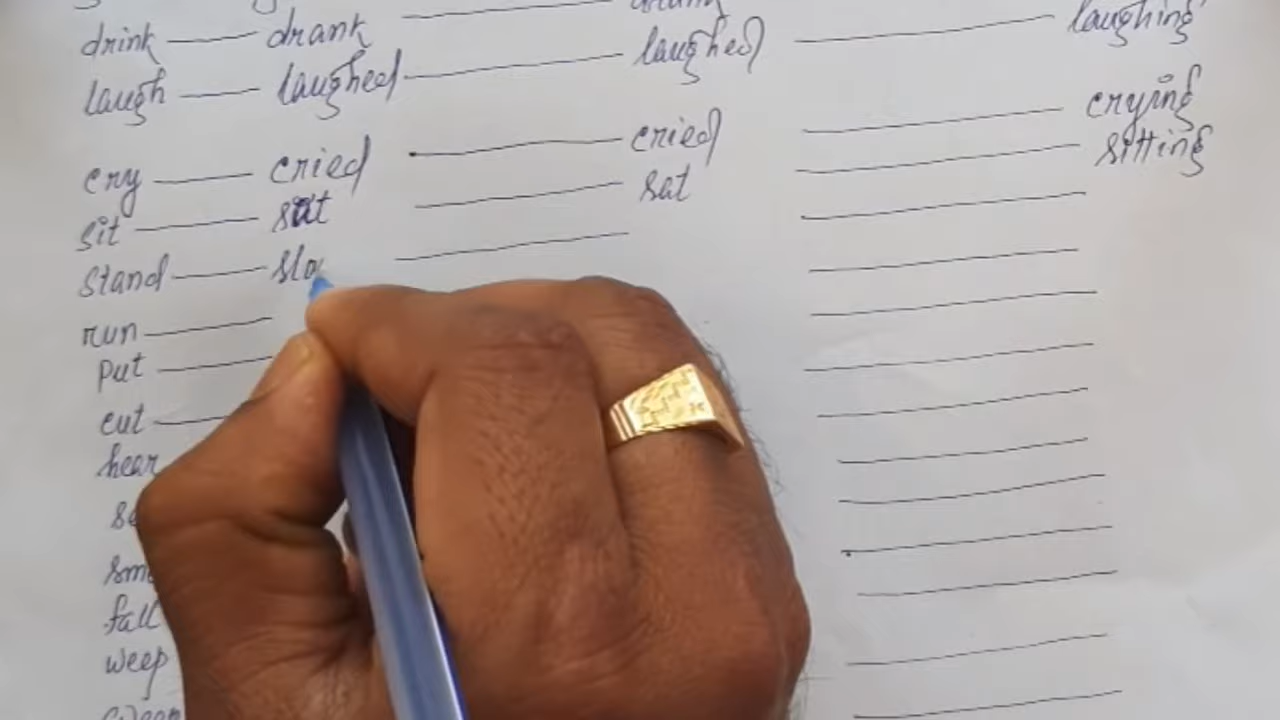 drink drank drunk
laugh laughed laughed laughing
cry cried cried crying
sit sat sat sitting
stand
run
Put
cut
hear
fall
weep